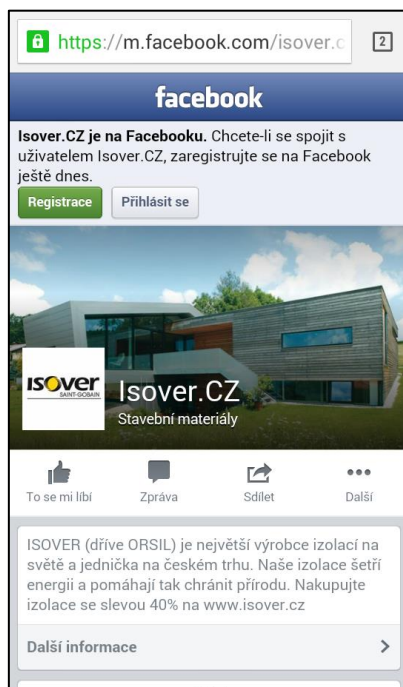 https://m.facebook.com/isover.c
2
facebook
Isover.CZ je na Facebooku. Chcete-li se spojit s
uživatelem Isover.CZ, zaregistrujte se na Facebook
ještě dnes.
Registrace
Přihlásit se
ISOVER
SAINT-GOBAIN
Isover.CZ
Stavební materiály
To se mi líbí
Zpráva
Sdílet
Další
ISOVER (dříve ORSIL) je největší výrobce izolací na
světe a jednička na českém trhu. Naše izolace šetří
energii a pomáhají tak chránit přírodu. Nakupujte
izolace se slevou 40% na www.isover.cz
Další informace